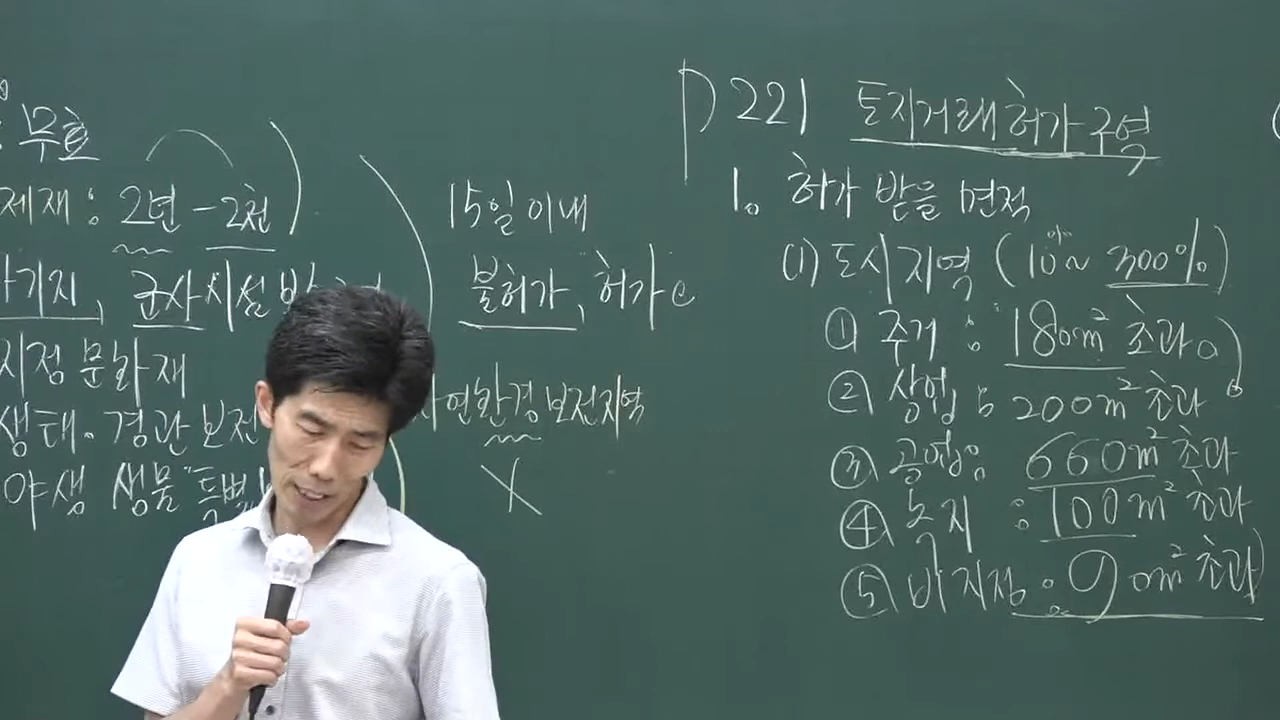 무효
제재: 2년 - 2천)
사기지, 군사시설
지정 문화재
생태. 경관 보전
야생 생물 특별
15일 이내
불허가, 허가
자연환경보전지역
X
P 221 토지거래허가구역
1. 허가 받을 면적
(1) 도시지역 (10% ~ 300%)
① 주거 : 180m² 초과
② 상업 : 200m² 초과
③ 공업 : 660m² 초과
④ 녹지 : 100m² 초과
⑤ 미지정 : 90m² 초과)